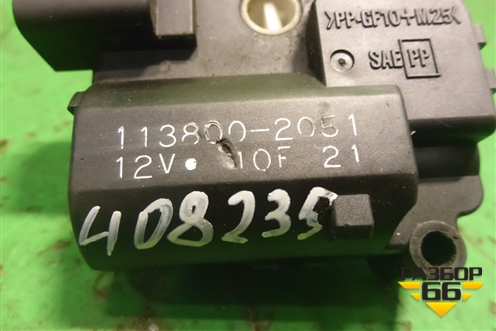 >PP-GF10+M25<
SAE PP
113800-2051
12V• 10F 21
408235
РАЗБОР
66